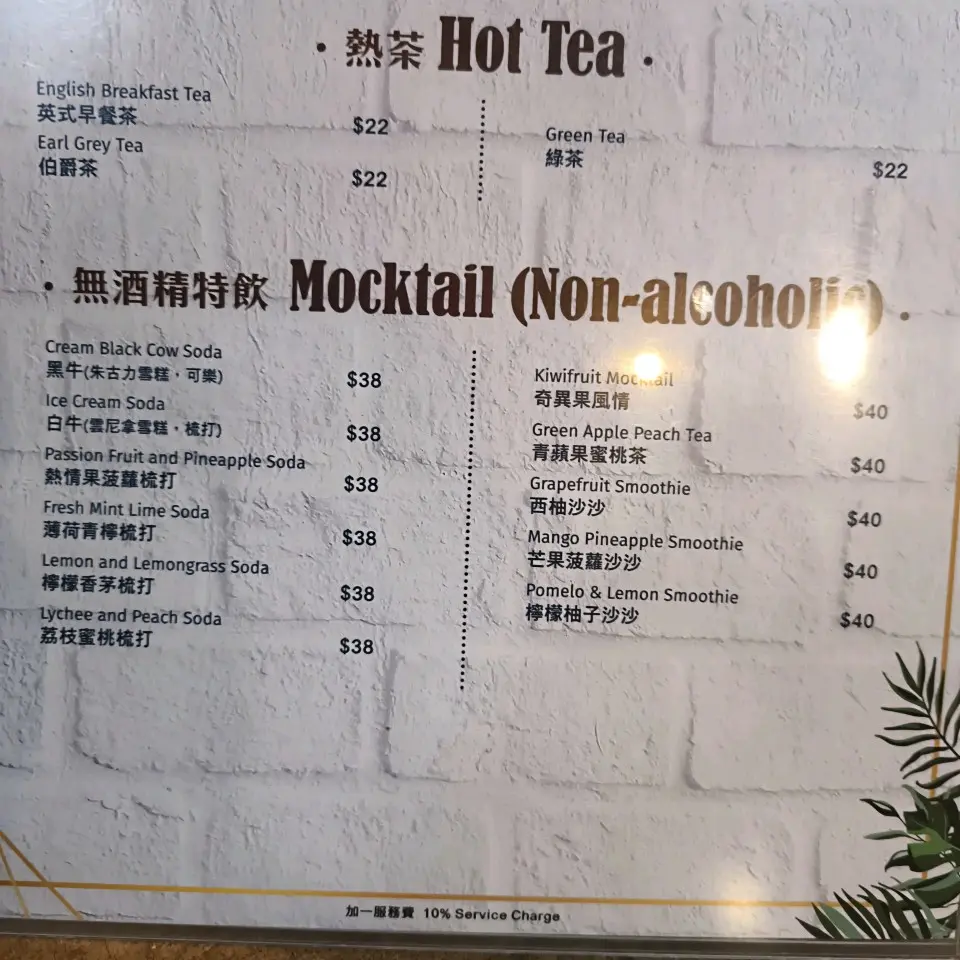 · 熱茶 Hot Tea ·
English Breakfast Tea
英式早餐茶 $22
Earl Grey Tea
伯爵茶 $22
Green Tea
綠茶 $22
· 無酒精特飲 Mocktail (Non-alcoholic) ·
Cream Black Cow Soda
黑牛(朱古力雪糕，可樂) $38
Ice Cream Soda
白牛(雲尼拿雪糕，梳打) $38
Passion Fruit and Pineapple Soda
熱情果菠蘿梳打 $38
Fresh Mint Lime Soda
薄荷青檸梳打 $38
Lemon and Lemongrass Soda
檸檬香茅梳打 $38
Lychee and Peach Soda
荔枝蜜桃梳打 $38
Kiwifruit Mocktail
奇異果風情 $40
Green Apple Peach Tea
青蘋果蜜桃茶 $40
Grapefruit Smoothie
西柚沙沙 $40
Mango Pineapple Smoothie
芒果菠蘿沙沙 $40
Pomelo & Lemon Smoothie
檸檬柚子沙沙 $40
加一服務費 10% Service Charge